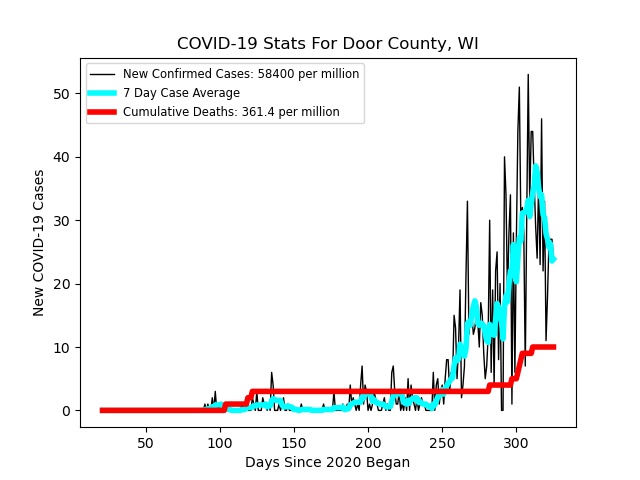 COVID-19 Stats For Door County, WI
New Confirmed Cases: 58400 per million
7 Day Case Average
Cumulative Deaths: 361.4 per million
New COVID-19 Cases
50
40
30
20
10
0
50 100 150 200 250 300
Days Since 2020 Began